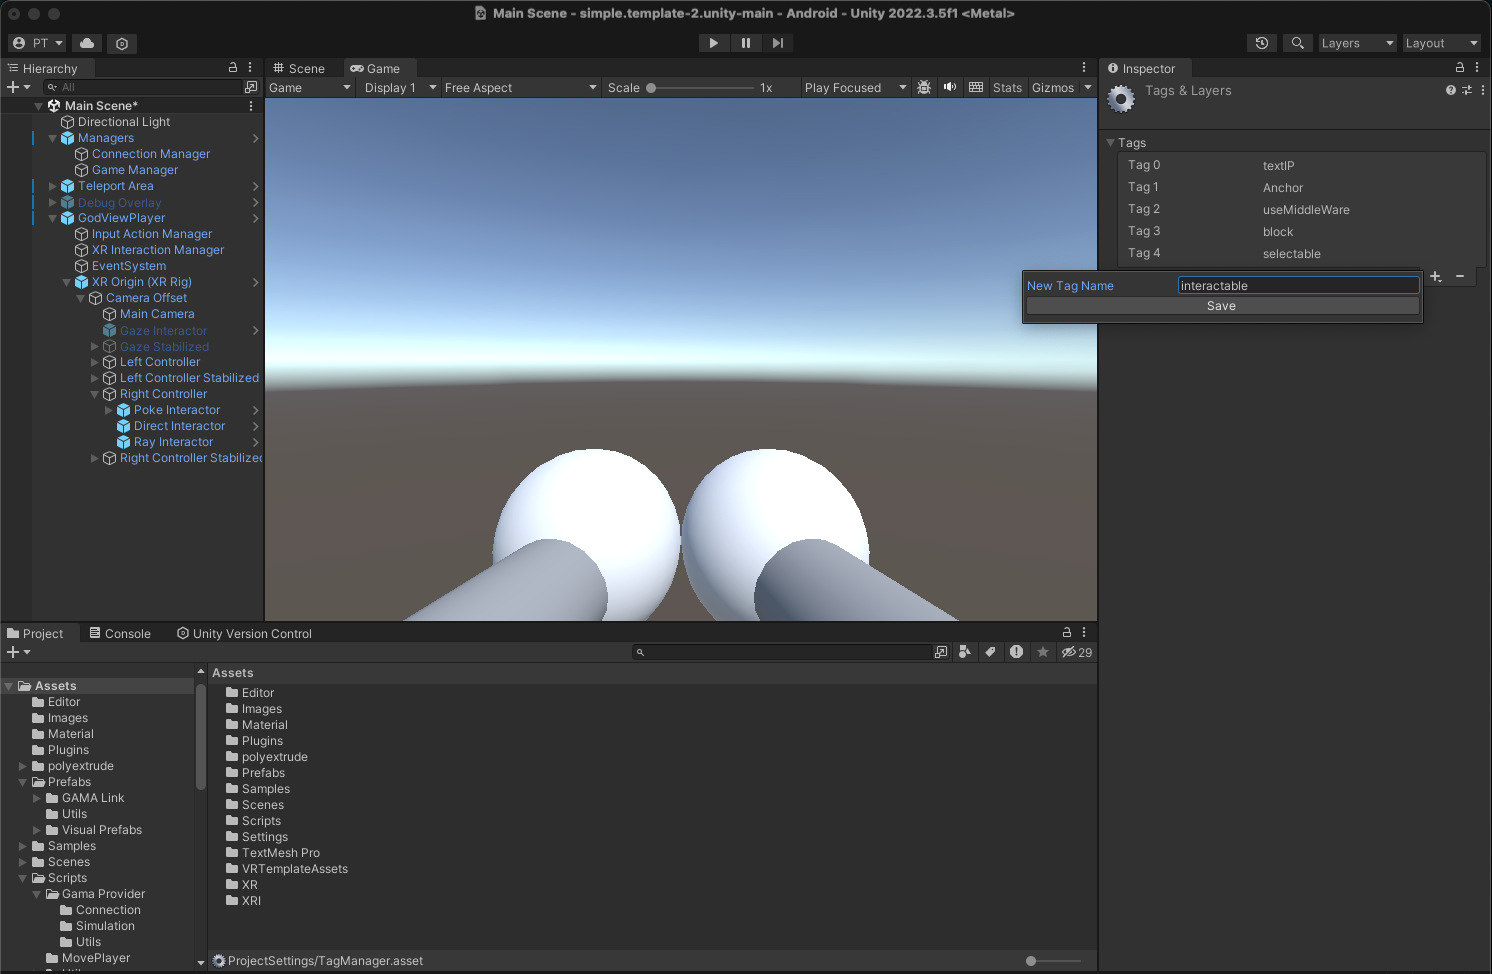 Main Scene - simple.template-2.unity-main - Android - Unity 2022.3.5f1 <Metal>
PT
Layers
Layout
Hierarchy
All
Main Scene*
Directional Light
Managers
Connection Manager
Game Manager
Teleport Area
Debug Overlay
GodViewPlayer
Input Action Manager
XR Interaction Manager
EventSystem
XR Origin (XR Rig)
Camera Offset
Main Camera
Gaze Interactor
Gaze Stabilized
Left Controller
Left Controller Stabilized
Right Controller
Poke Interactor
Direct Interactor
Ray Interactor
Right Controller Stabilized
Scene
Game
Game
Display 1
Free Aspect
Scale
1x
Play Focused
Stats
Gizmos
Inspector
Tags & Layers
Tags
Tag 0 textIP
Tag 1 Anchor
Tag 2 useMiddleWare
Tag 3 block
Tag 4 selectable
New Tag Name interactable
Save
Project
Console
Unity Version Control
29
Assets
Editor
Images
Material
Plugins
polyextrude
Prefabs
GAMA Link
Utils
Visual Prefabs
Samples
Scenes
Scripts
Gama Provider
Connection
Simulation
Utils
MovePlayer
Assets
Editor
Images
Material
Plugins
polyextrude
Prefabs
Samples
Scenes
Scripts
Settings
TextMesh Pro
VRTemplateAssets
XR
XRI
ProjectSettings/TagManager.asset